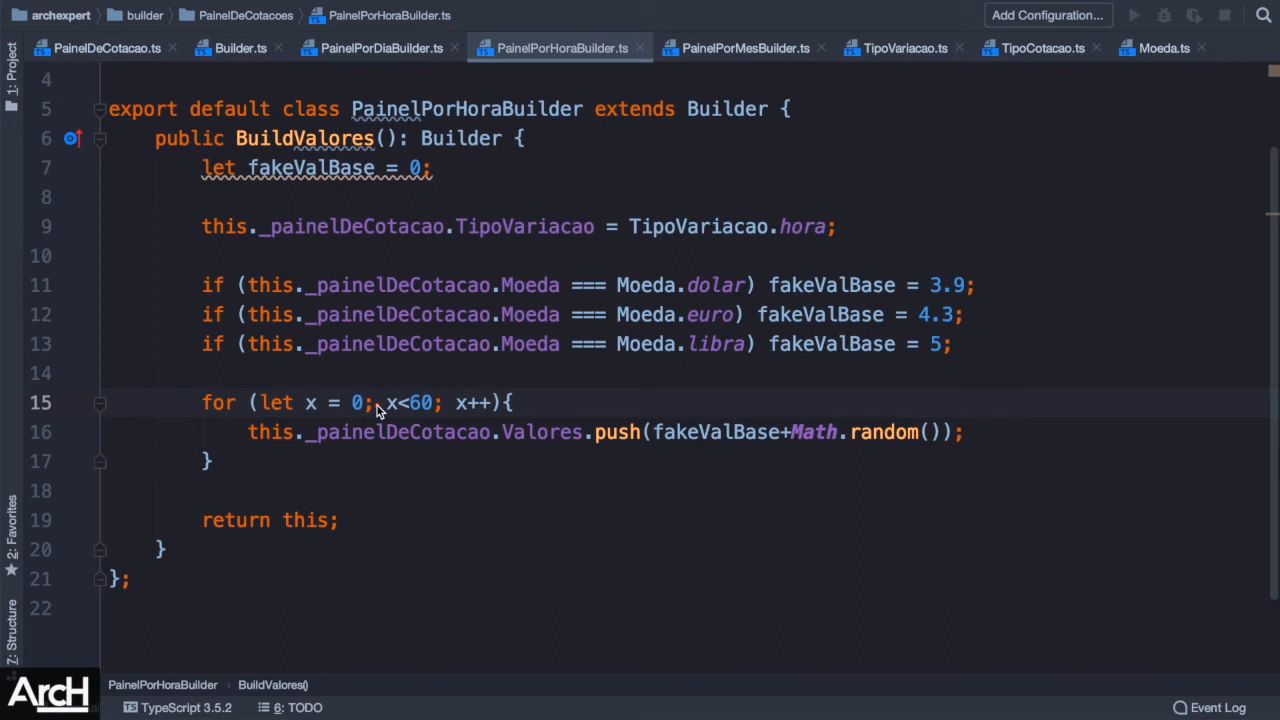 archexpert builder PainelDeCotacoes PainelPorHoraBuilder.ts Add Configuration...
PainelDeCotacao.ts Builder.ts PainelPorDiaBuilder.ts PainelPorHoraBuilder.ts PainelPorMesBuilder.ts TipoVariacao.ts TipoCotacao.ts Moeda.ts
1: Project
4
5 export default class PainelPorHoraBuilder extends Builder {
6 public BuildValores(): Builder {
7 let fakeValBase = 0;
8
9 this._painelDeCotacao.TipoVariacao = TipoVariacao.hora;
10
11 if (this._painelDeCotacao.Moeda === Moeda.dolar) fakeValBase = 3.9;
12 if (this._painelDeCotacao.Moeda === Moeda.euro) fakeValBase = 4.3;
13 if (this._painelDeCotacao.Moeda === Moeda.libra) fakeValBase = 5;
14
15 for (let x = 0; x<60; x++){
16 this._painelDeCotacao.Valores.push(fakeValBase+Math.random());
17 }
18
19 return this;
20 }
21 };
22
2: Favorites
7: Structure
ArcH
PainelPorHoraBuilder BuildValores()
TypeScript 3.5.2 6: TODO Event Log